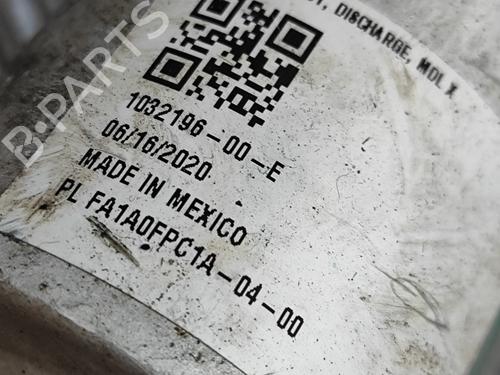 DISCHARGE, MDL X
1032196-00-E
06/16/2020
MADE IN MEXICO
PL FA1A0FPC1A-04-00
B-PARTS